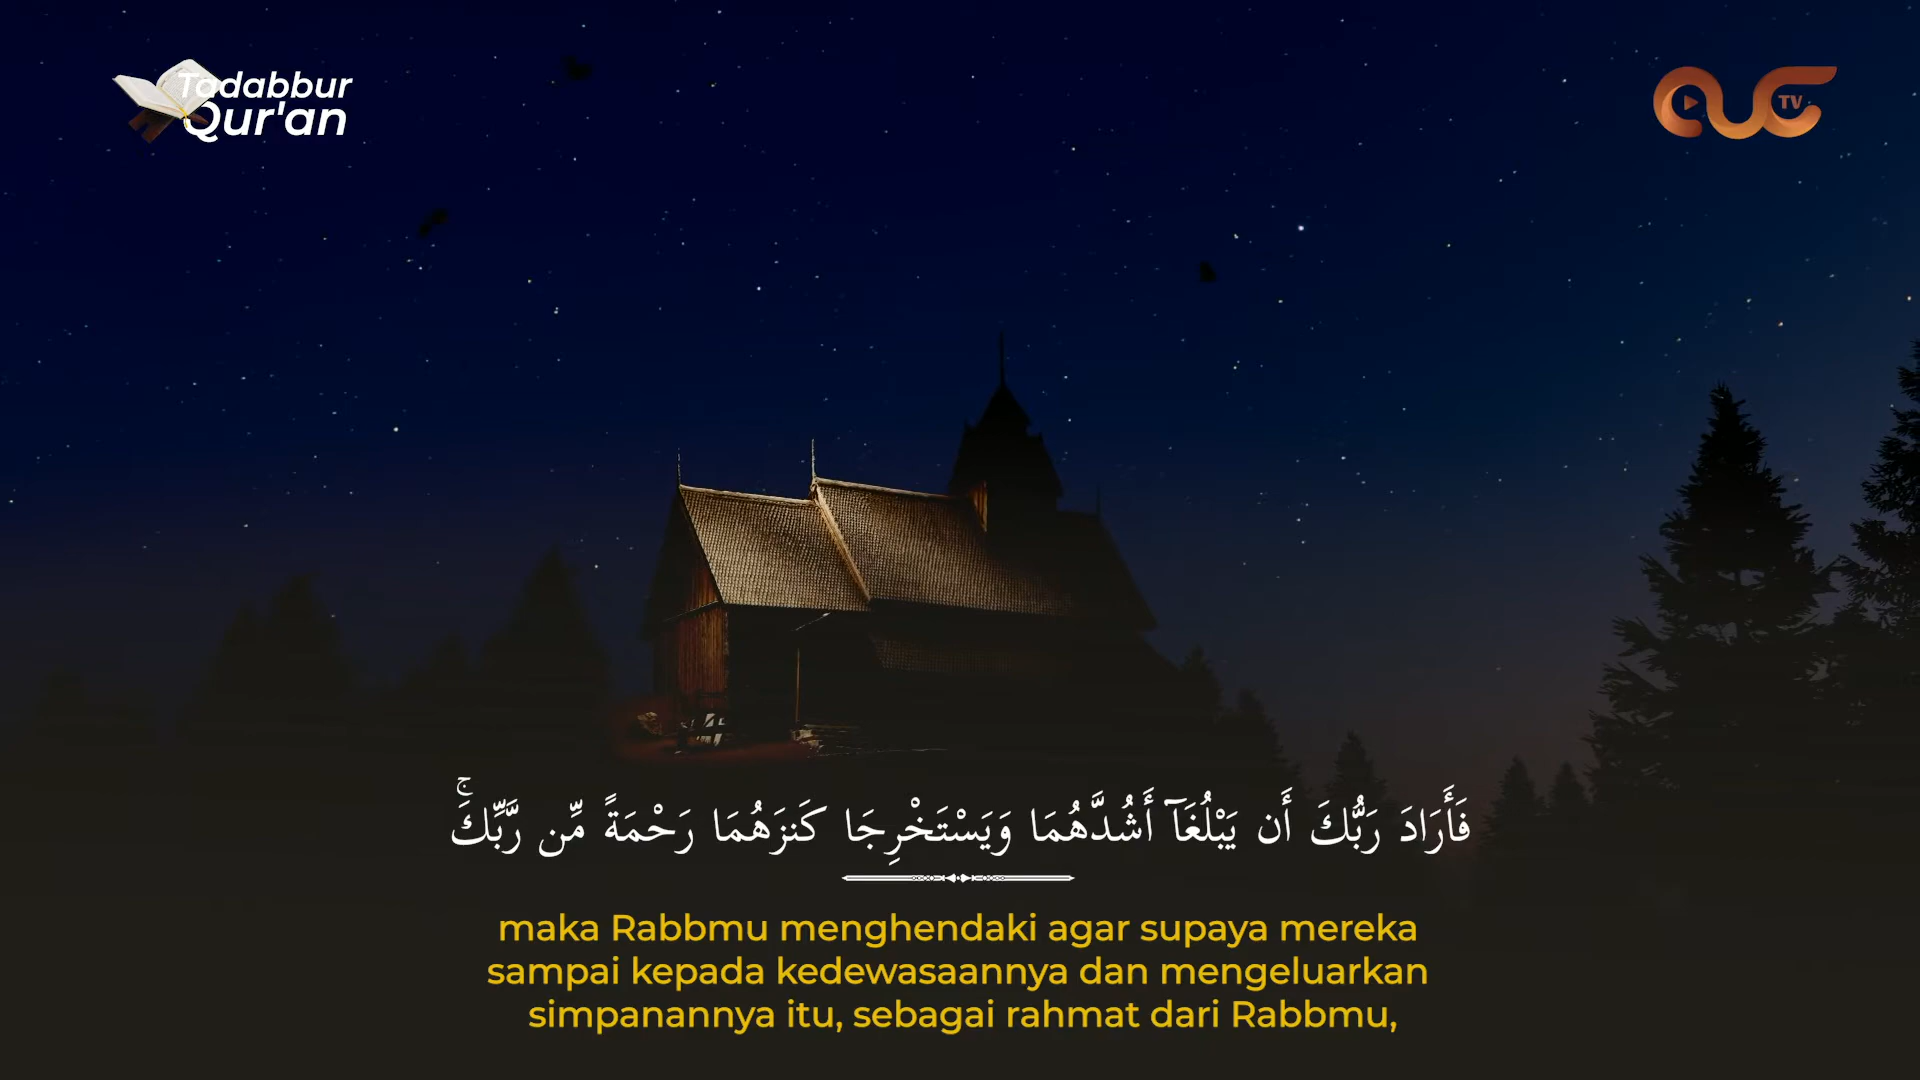 Tadabbur
Qur'an
TV
فَأَرَادَ رَبُّكَ أَن يَبْلُغَآ أَشُدَّهُمَا وَيَسْتَخْرِجَا كَنزَهُمَا رَحْمَةً مِّن رَّبِّكَ ۚ
maka Rabbmu menghendaki agar supaya mereka
sampai kepada kedewasaannya dan mengeluarkan
simpanannya itu, sebagai rahmat dari Rabbmu,